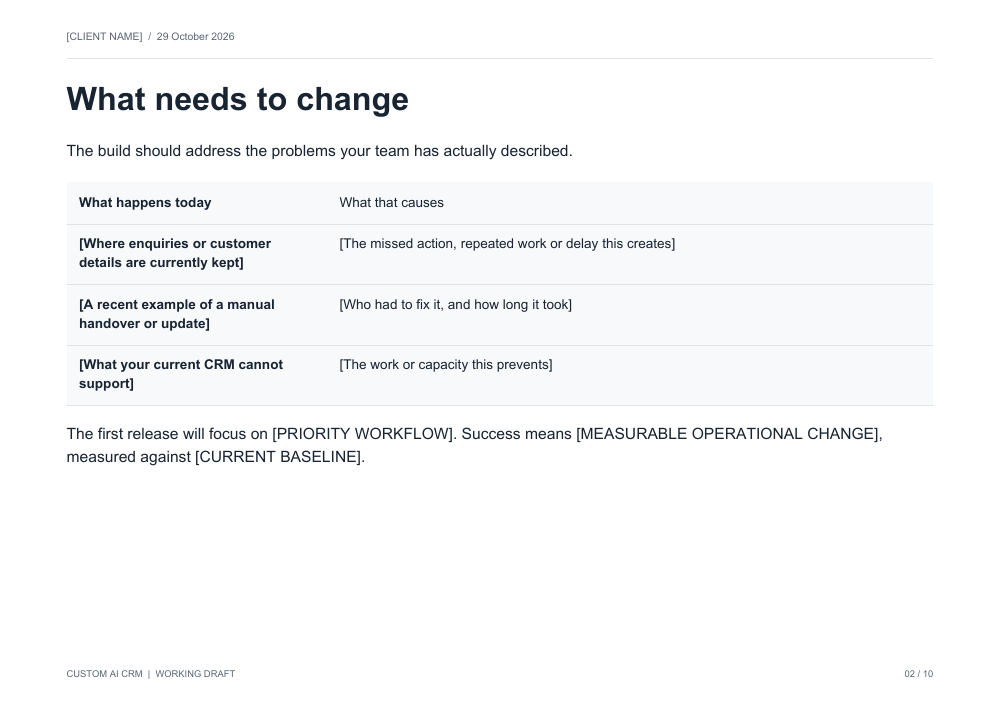 [CLIENT NAME] / 29 October 2026
What needs to change
The build should address the problems your team has actually described.
What happens today
What that causes
[Where enquiries or customer
details are currently kept]
[The missed action, repeated work or delay this creates]
[A recent example of a manual
handover or update]
[Who had to fix it, and how long it took]
[What your current CRM cannot
support]
[The work or capacity this prevents]
The first release will focus on [PRIORITY WORKFLOW]. Success means [MEASURABLE OPERATIONAL CHANGE],
measured against [CURRENT BASELINE].
CUSTOM AI CRM | WORKING DRAFT
02 / 10